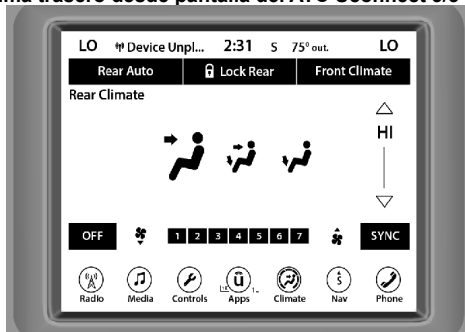 LO Device Unpl... 2:31 S 75° out. LO
Rear Auto Lock Rear Front Climate
Rear Climate
HI
OFF 1 2 3 4 5 6 7 SYNC
Radio Media Controls Apps Climate Nav Phone